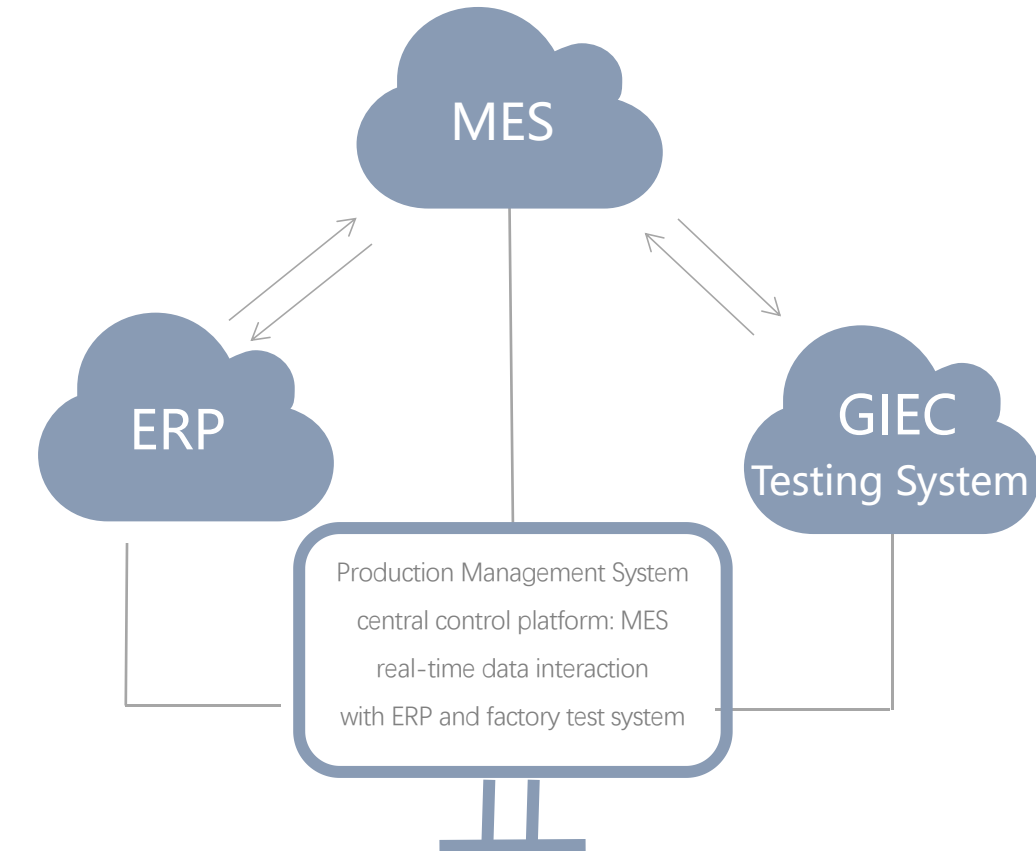 MES
ERP
GIEC
Testing System
Production Management System
central control platform: MES
real-time data interaction
with ERP and factory test system